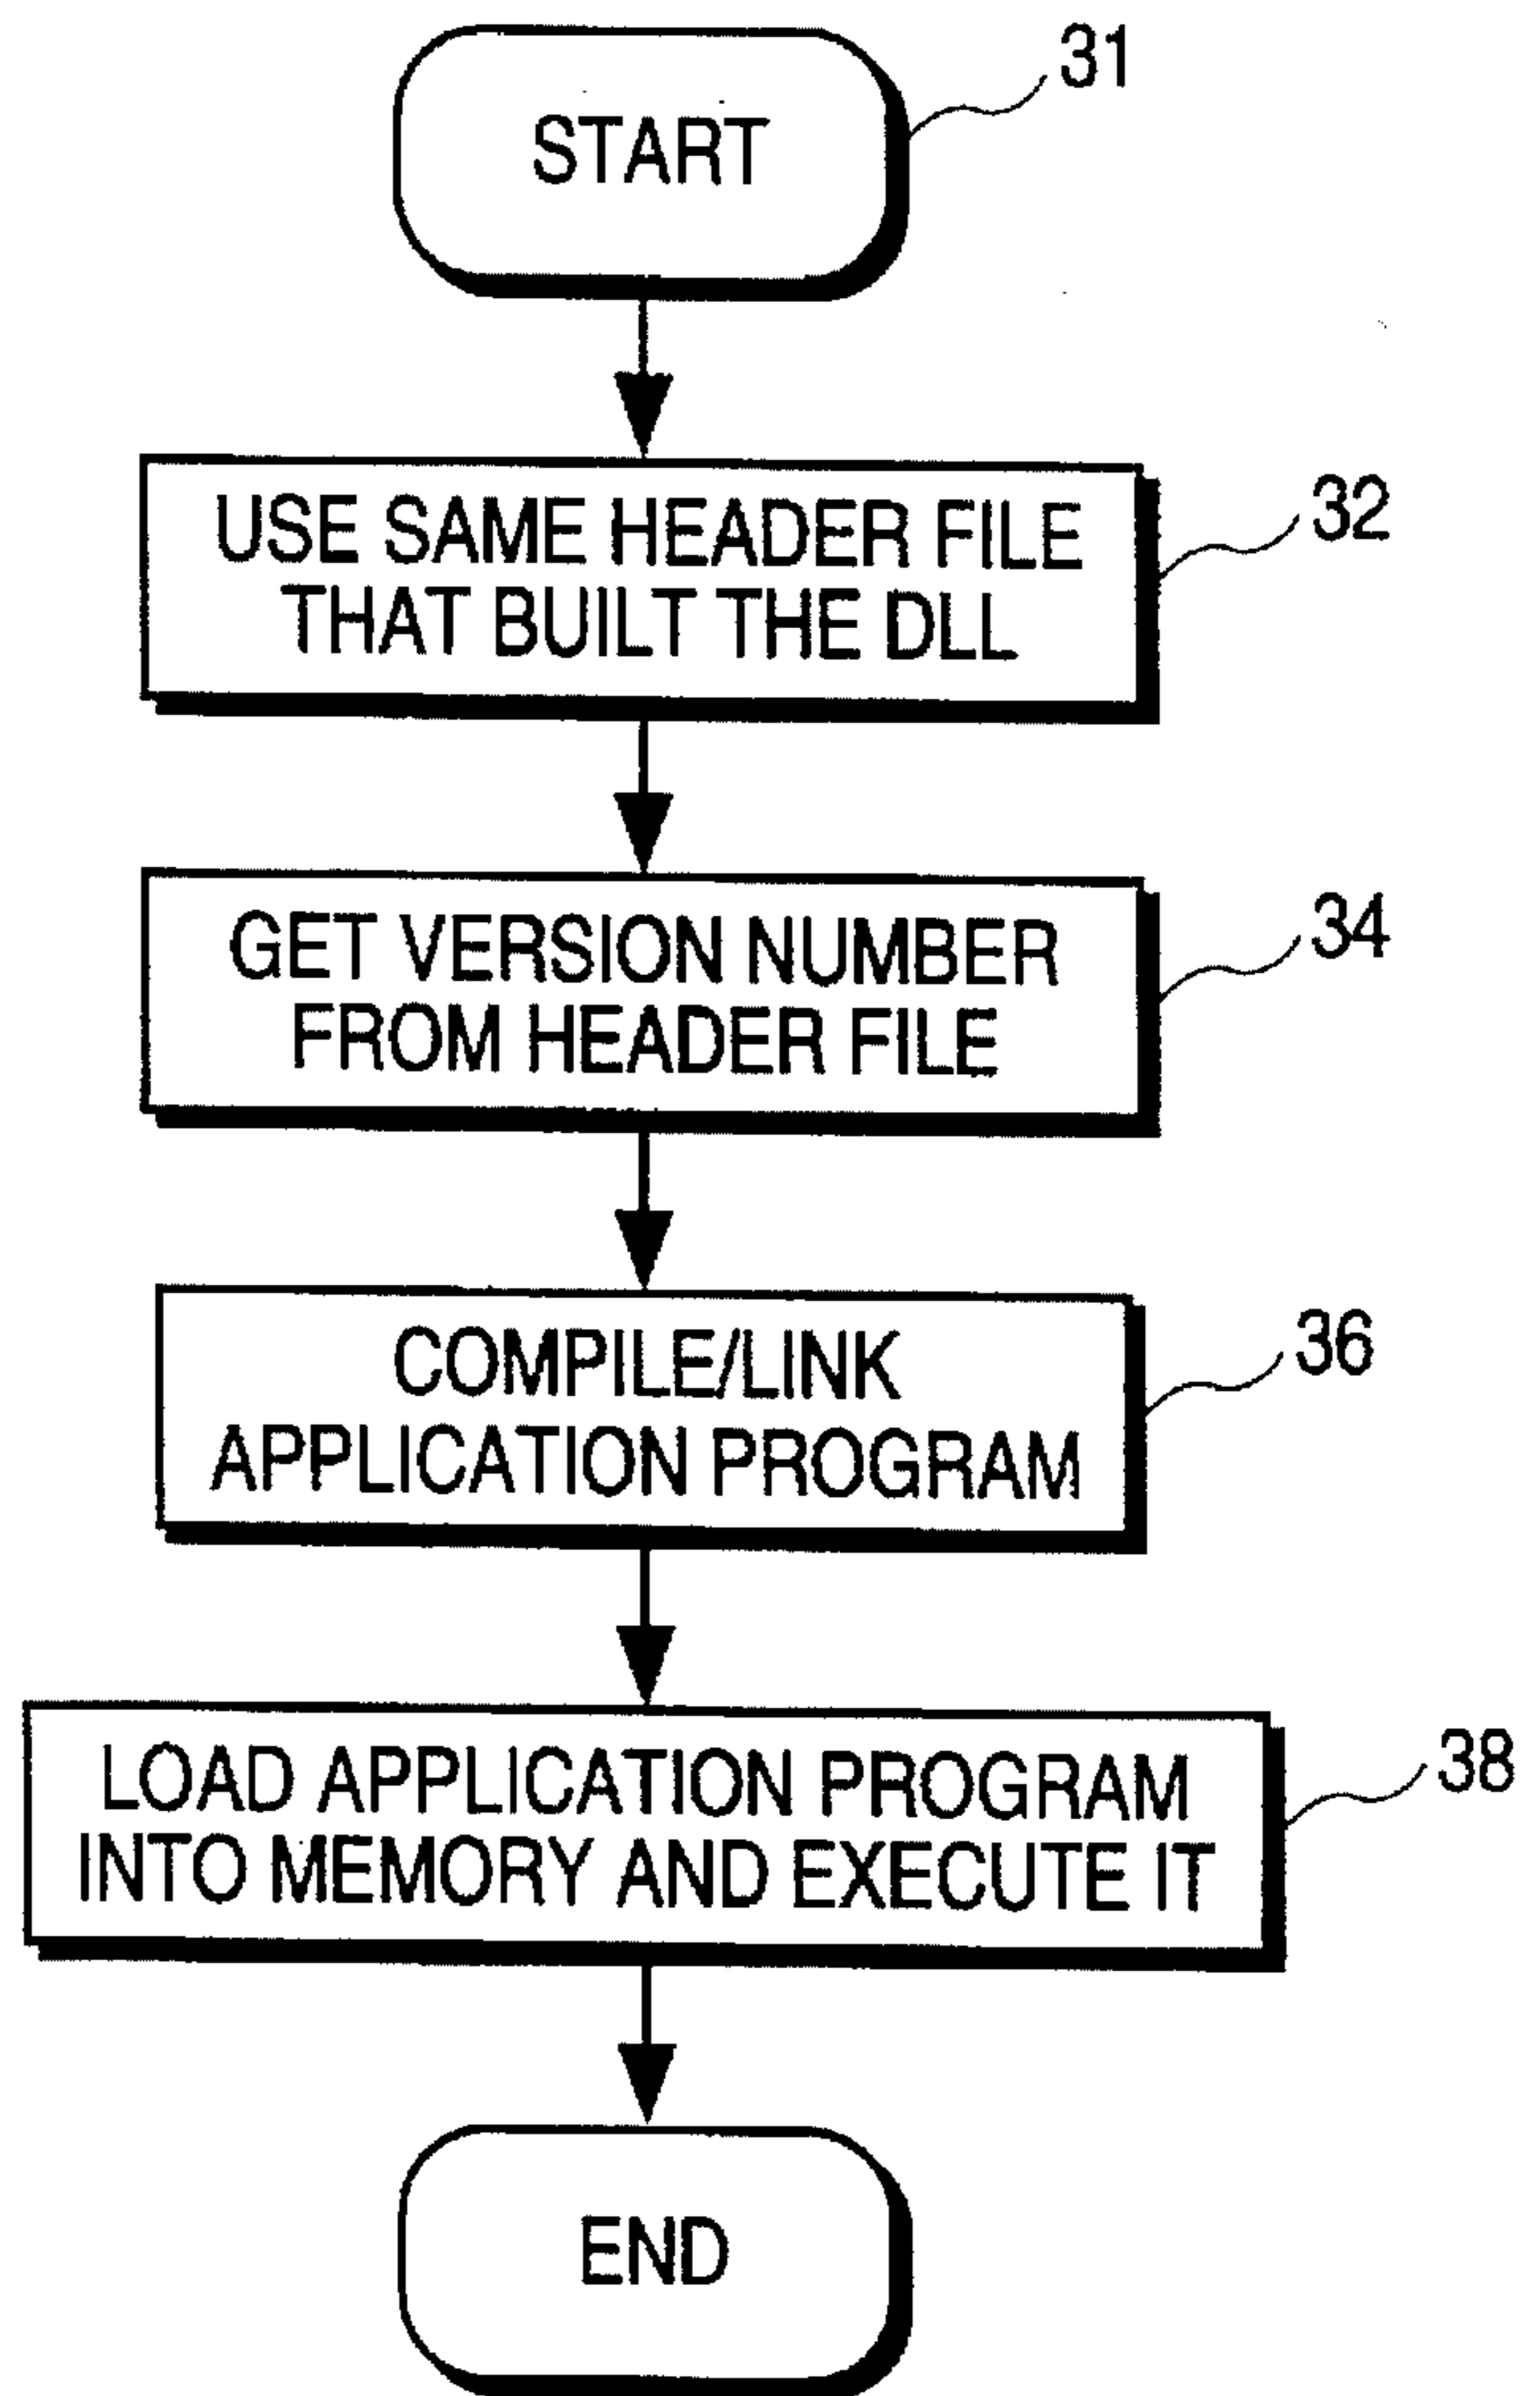 START
31
USE SAME HEADER FILE
THAT BUILT THE DLL
32
GET VERSION NUMBER
FROM HEADER FILE
34
COMPILE/LINK
APPLICATION PROGRAM
36
LOAD APPLICATION PROGRAM
INTO MEMORY AND EXECUTE IT
38
END